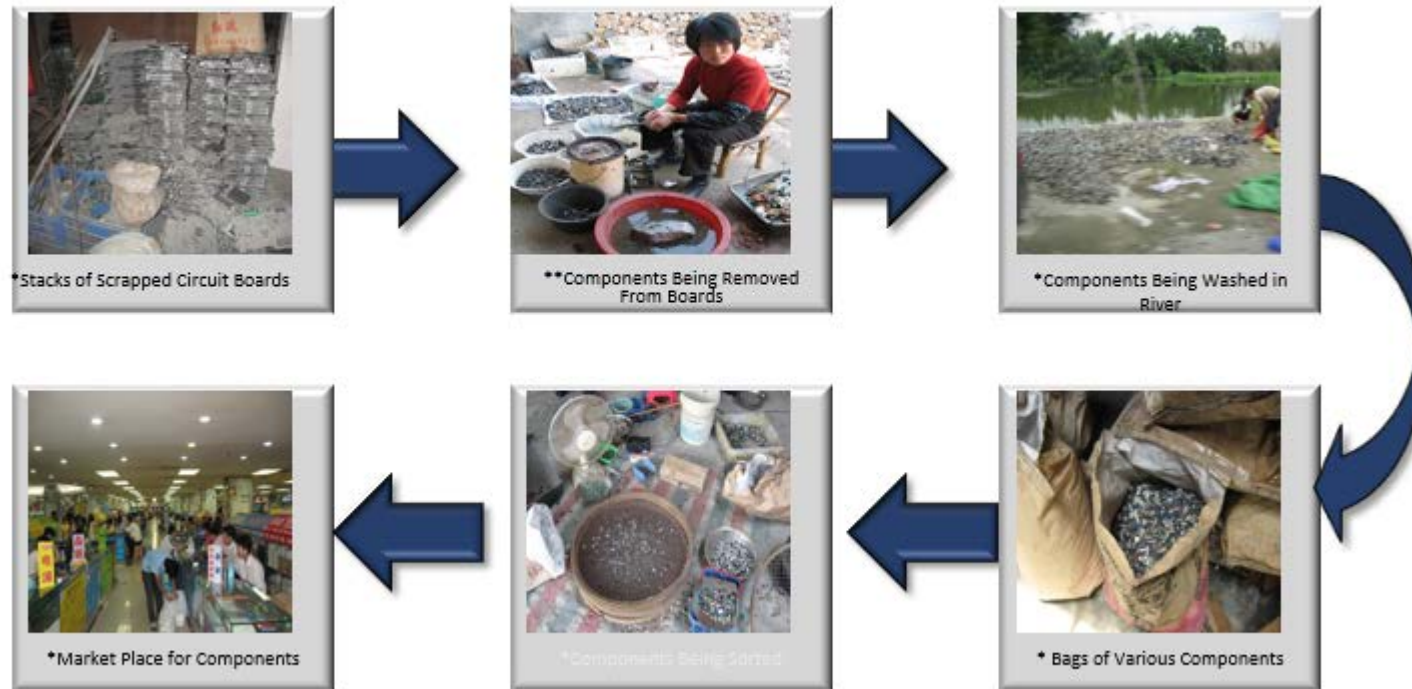 *Stacks of Scrapped Circuit Boards
**Components Being Removed
From Boards
*Components Being Washed in
River
* Bags of Various Components
*Components Being Sorted
*Market Place for Components